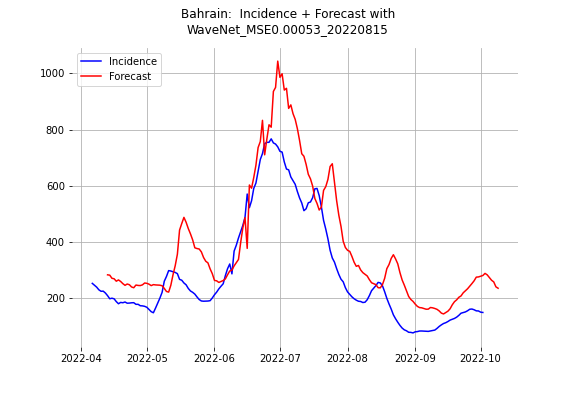 Bahrain:  Incidence + Forecast with
WaveNet_MSE0.00053_20220815
Incidence
Forecast
1000
800
600
400
200
2022-04 2022-05 2022-06 2022-07 2022-08 2022-09 2022-10